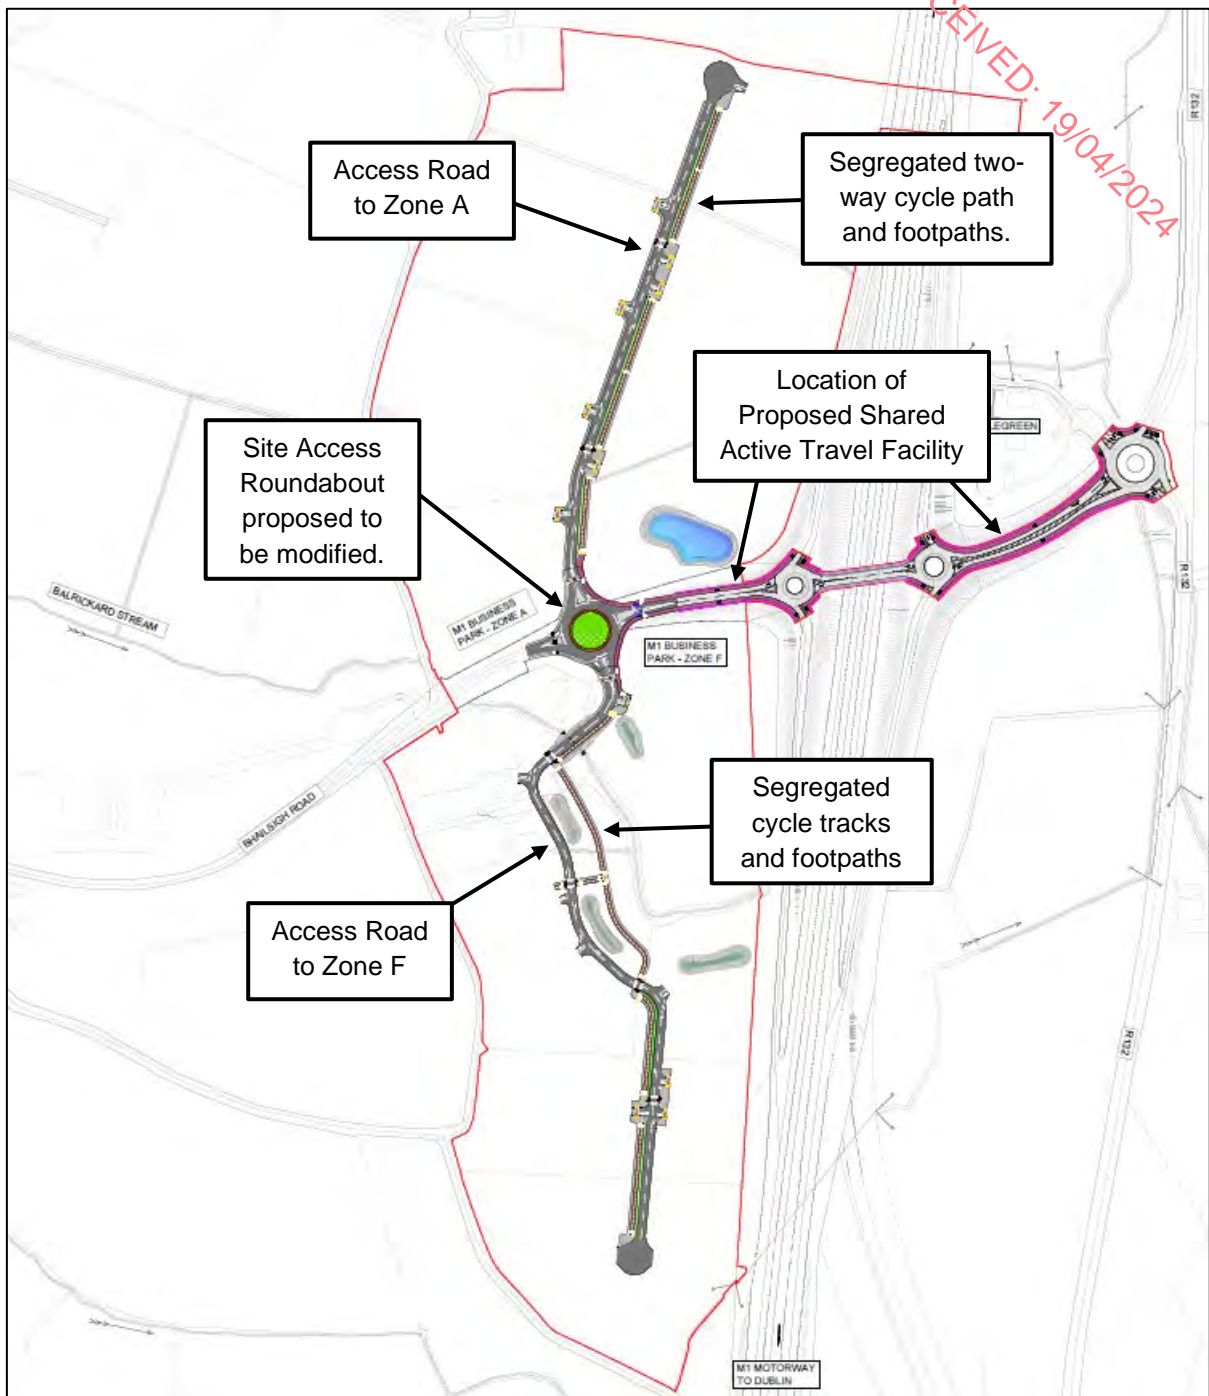 CEIVED: 19/04/2024
R132
Access Road
to Zone A
Segregated two-
way cycle path
and footpaths.
Location of
Proposed Shared
Active Travel Facility
EGREEN
Site Access
Roundabout
proposed to
be modified.
R132
BALRICKARD STREAM
M1 BUSINESS
PARK - ZONE A
M1 BUSINESS
PARK - ZONE F
BHAILSIGH ROAD
Segregated
cycle tracks
and footpaths
Access Road
to Zone F
R132
M1 MOTORWAY
TO DUBLIN